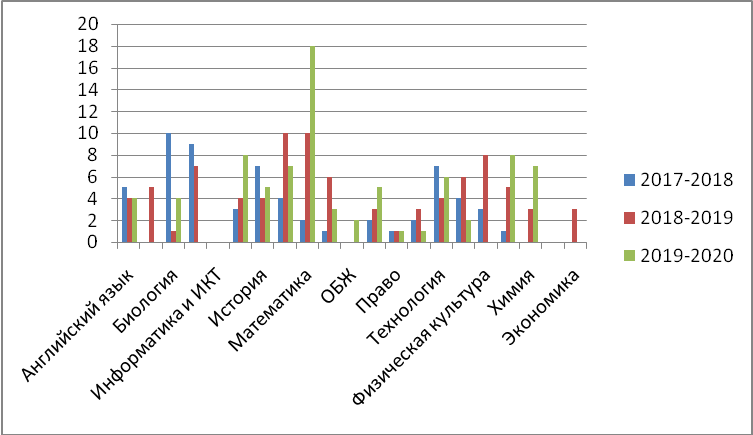 20
18
16
14
12
10
8
6
4
2
0
Английский язык
Биология
Информатика и ИКТ
История
Математика
ОБЖ
Право
Технология
Физическая культура
Химия
Экономика
2017-2018
2018-2019
2019-2020